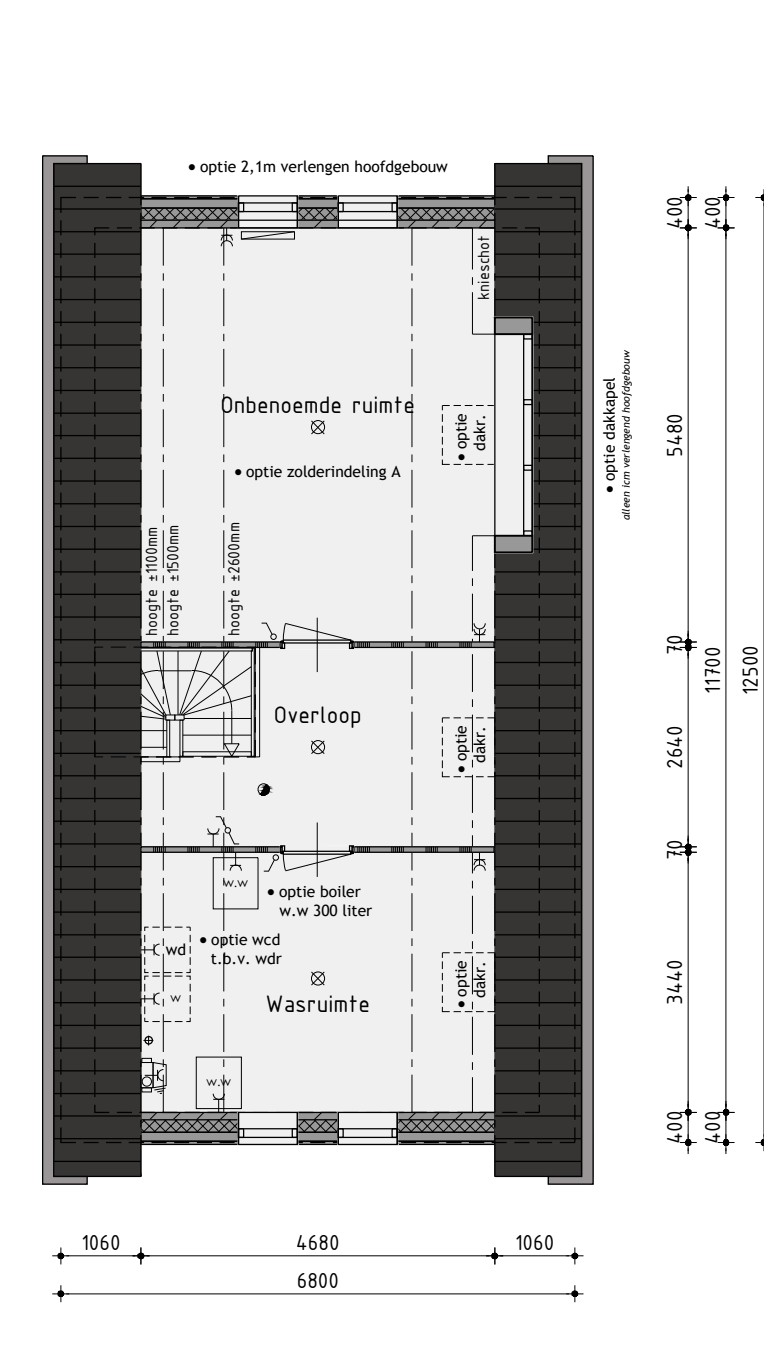 • optie 2,1m verlengen hoofdgebouw
400
400
knieschot
Onbenoemde ruimte
• optie
dakr.
• optie dakkapel
alleen icm verlengend hoofdgebouw
5480
• optie zolderindeling A
hoogte ±1100mm
hoogte ±1500mm
hoogte ±2600mm
70
11700
12500
Overloop
• optie
dakr.
2640
70
w.w
• optie boiler
w.w 300 liter
• optie wcd
t.b.v. wdr
wd
w
• optie
dakr.
3440
Wasruimte
w.w
400
400
1060
4680
1060
6800